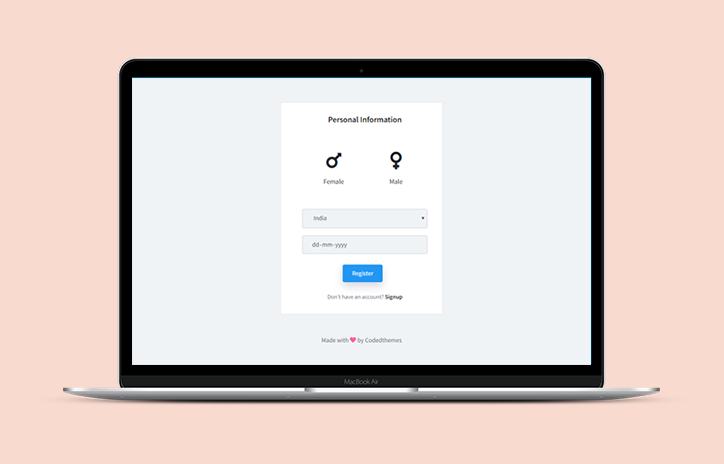 Personal Information
Female Male
India
dd-mm-yyyy
Register
Don't have an account? Signup
Made with ❤ by Codedthemes
MacBook Air